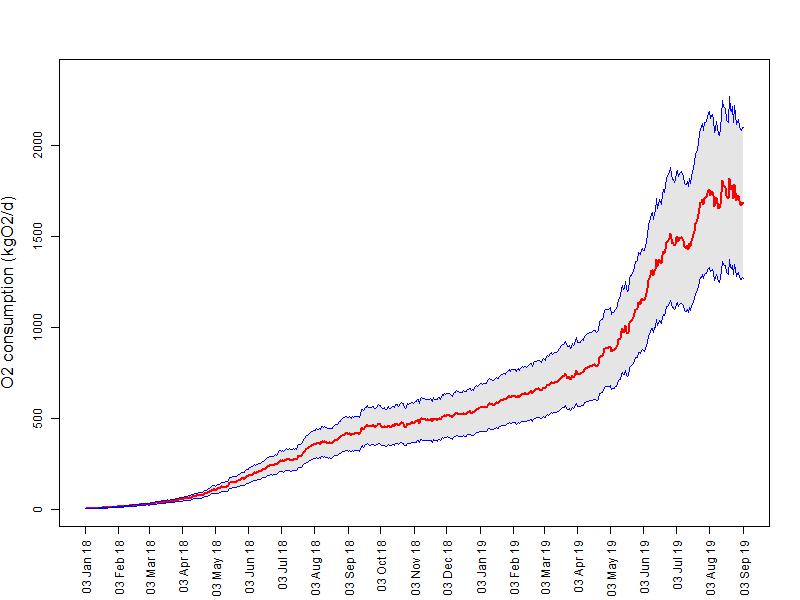 O2 consumption (kgO2/d)
2000
1500
1000
500
0
03 Jan 18
03 Feb 18
03 Mar 18
03 Apr 18
03 May 18
03 Jun 18
03 Jul 18
03 Aug 18
03 Sep 18
03 Oct 18
03 Nov 18
03 Dec 18
03 Jan 19
03 Feb 19
03 Mar 19
03 Apr 19
03 May 19
03 Jun 19
03 Jul 19
03 Aug 19
03 Sep 19